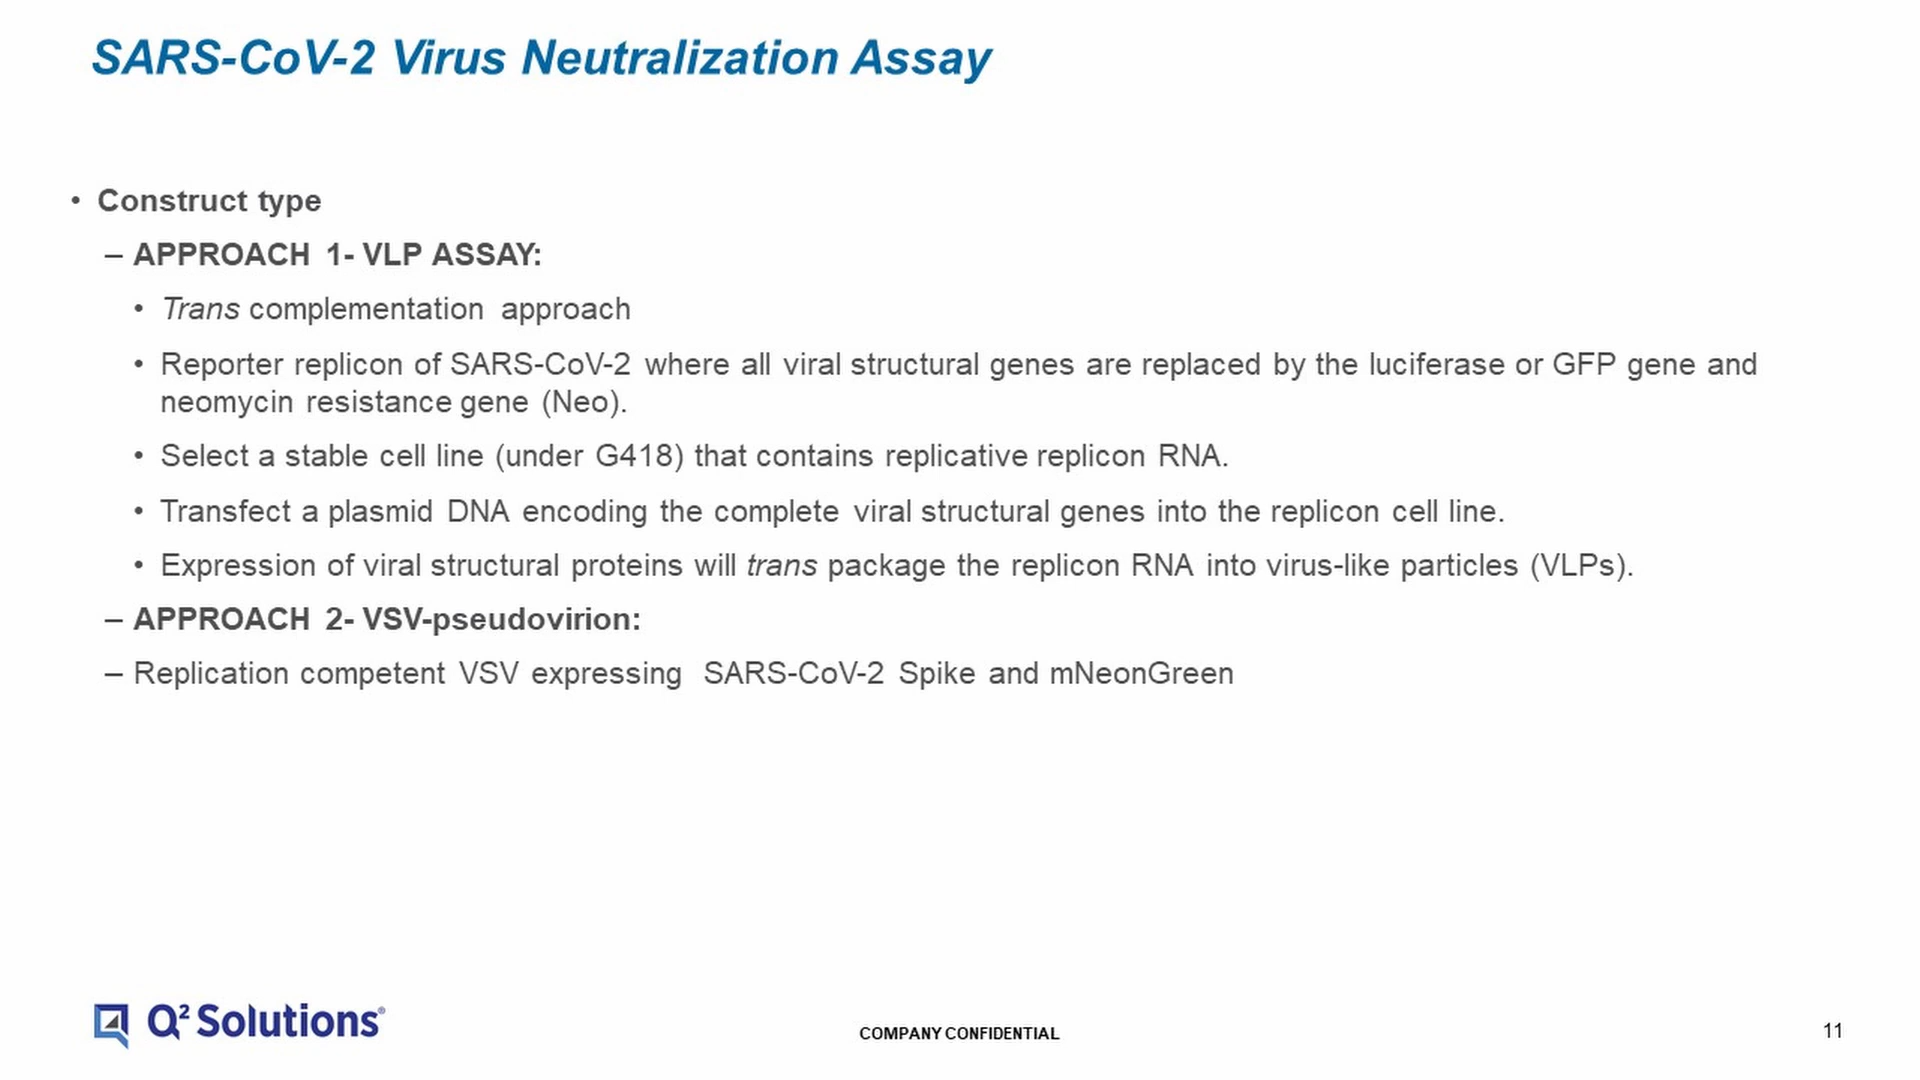 SARS-CoV-2 Virus Neutralization Assay
• Construct type
– APPROACH 1- VLP ASSAY:
• Trans complementation approach
• Reporter replicon of SARS-CoV-2 where all viral structural genes are replaced by the luciferase or GFP gene and
neomycin resistance gene (Neo).
• Select a stable cell line (under G418) that contains replicative replicon RNA.
• Transfect a plasmid DNA encoding the complete viral structural genes into the replicon cell line.
• Expression of viral structural proteins will trans package the replicon RNA into virus-like particles (VLPs).
– APPROACH 2- VSV-pseudovirion:
– Replication competent VSV expressing SARS-CoV-2 Spike and mNeonGreen
Q² Solutions®
COMPANY CONFIDENTIAL
11